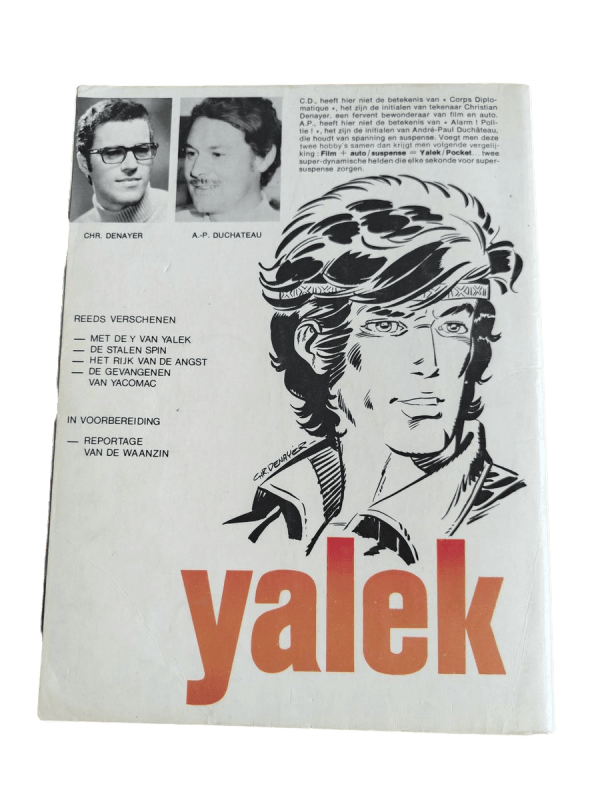 C.D., heeft hier niet de betekenis van « Corps Diplo-
matique », het zijn de initialen van tekenaar Christian
Denayer, een fervent bewonderaar van film en auto.
A.P., heeft hier niet de betekenis van « Alarm ! Poli-
tie ! », het zijn de initialen van André-Paul Duchâteau,
die houdt van spanning en suspense. Voegt men deze
twee hobby's samen dan krijgt men volgende vergelij-
king : Film + auto/suspense = Yalek/Pocket... twee
super-dynamische helden die elke sekonde voor super-
suspense zorgen.
CHR. DENAYER
A.-P. DUCHATEAU
REEDS VERSCHENEN
— MET DE Y VAN YALEK
— DE STALEN SPIN
— HET RIJK VAN DE ANGST
— DE GEVANGENEN
VAN YACOMAC
IN VOORBEREIDING
— REPORTAGE
VAN DE WAANZIN
CHR. DENAYER
yalek